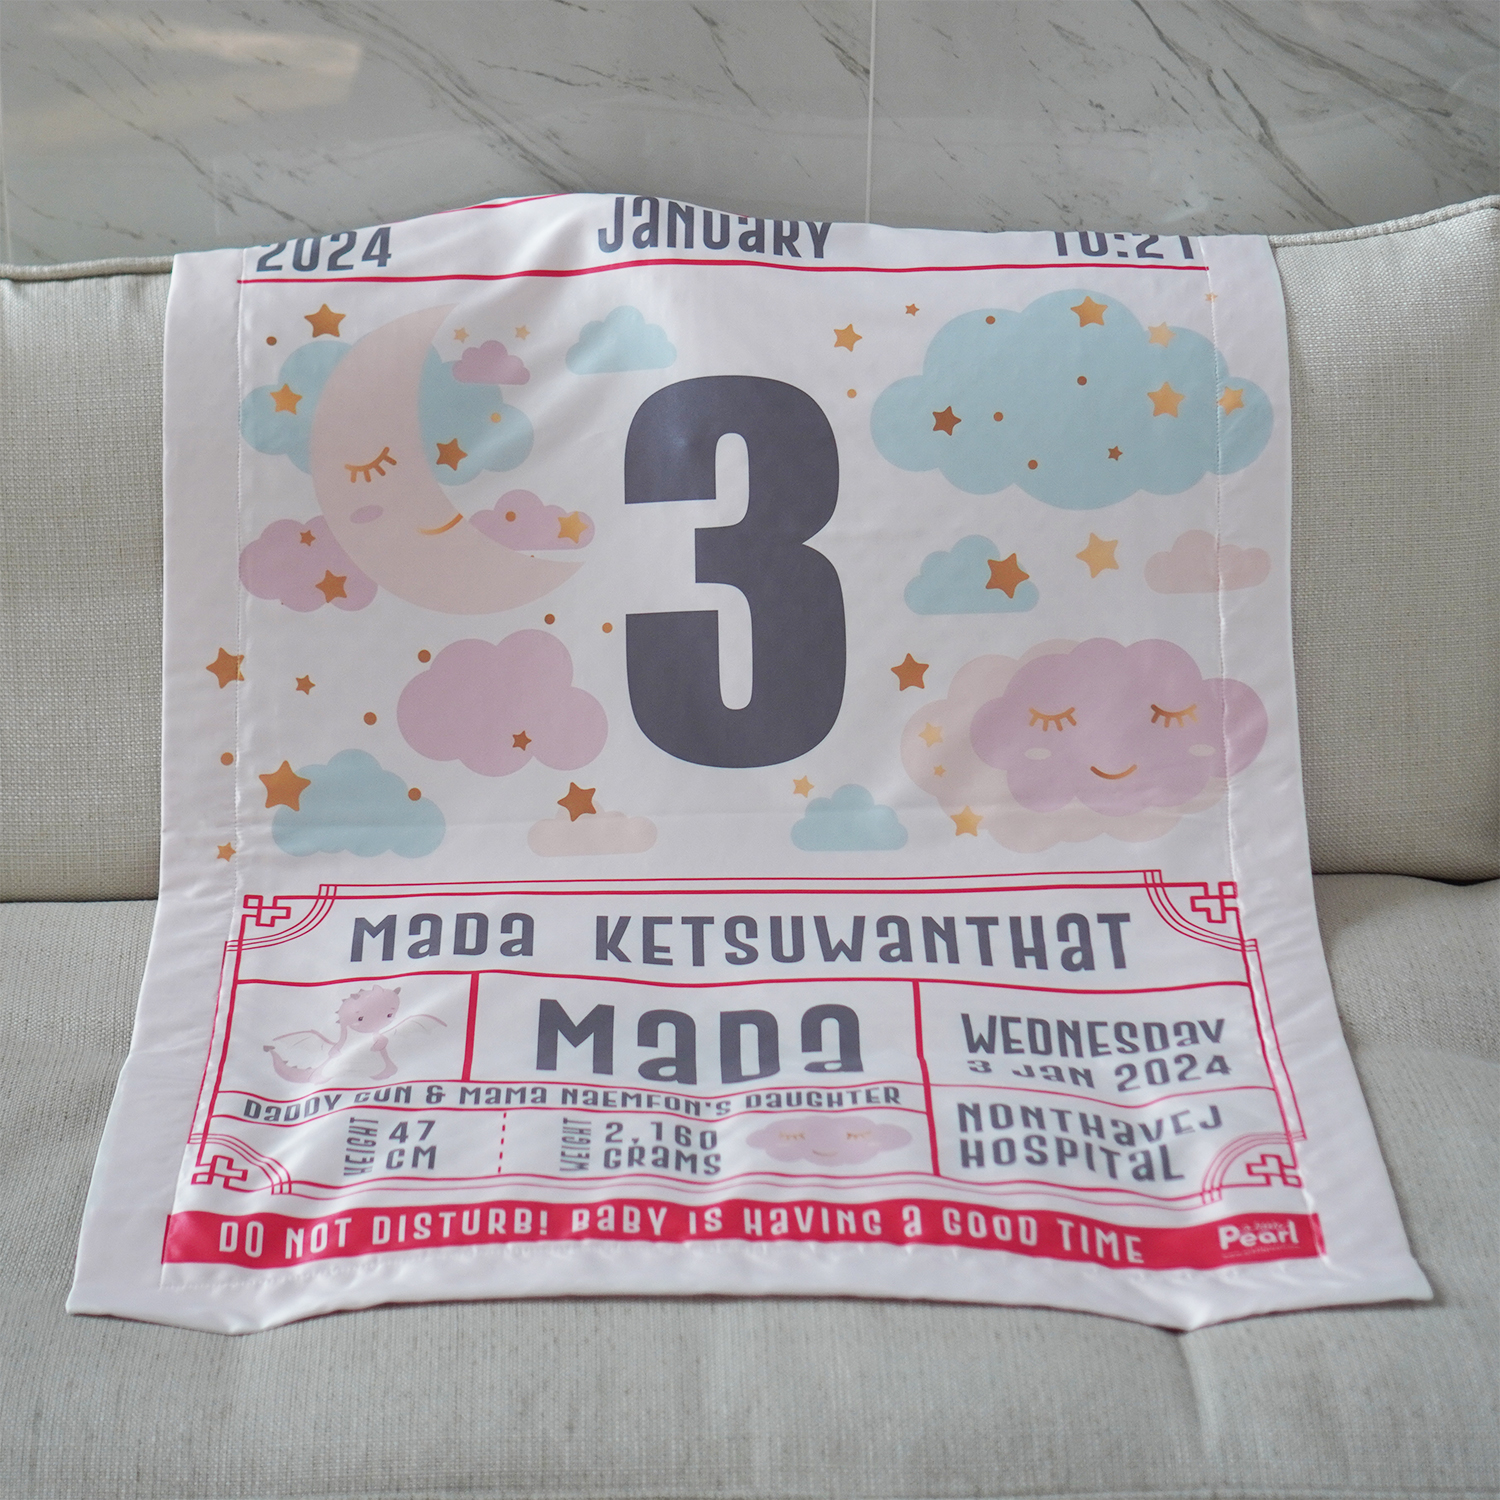 2024 JANUARY 10:21
3
MADA KETSUWANTHAT
MADA
WEDNESDAY
3 JAN 2024
DADDY GUN & MAMA NAEMFON'S DAUGHTER
HEIGHT 47 CM
WEIGHT 2,160 GRAMS
NONTHAVEJ HOSPITAL
DO NOT DISTURB! BABY IS HAVING A GOOD TIME
Pearl